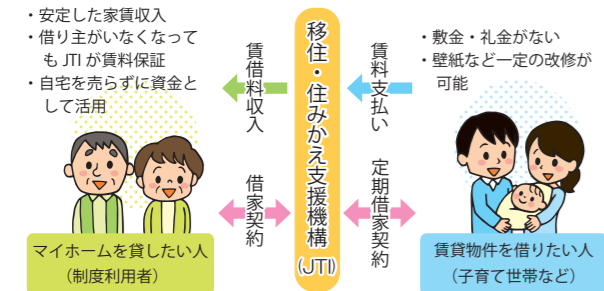 ・安定した家賃収入
・借り主がいなくなって
も JTI が賃料保証
・自宅を売らずに資金と
して活用
賃借料収入
借家契約
マイホームを貸したい人
（制度利用者）
移住・住みかえ支援機構
(JTI)
賃料支払い
定期借家契約
・敷金・礼金がない
・壁紙など一定の改修が
可能
賃貸物件を借りたい人
（子育て世帯など）